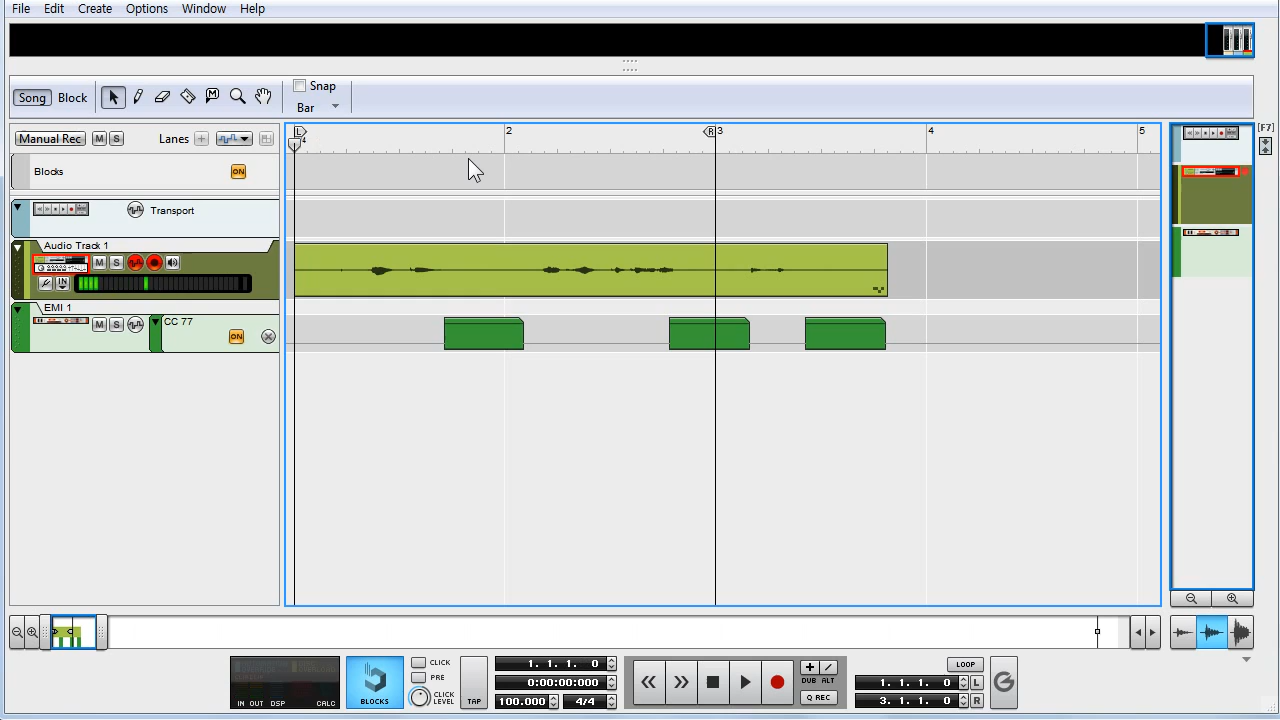 File Edit Create Options Window Help
Song Block Snap
Bar
[F7]
Manual Rec M S Lanes
L 2 R 3 4 5
4
Blocks ON
Transport
Audio Track 1
M S
IN
EMI 1
M S CC 77 ON
CLICK
PRE
CLICK
LEVEL
TAP
BLOCKS
IN OUT DSP CALC
1. 1. 1. 0
0:00:00:000
100.000 4/4
DUB ALT
Q REC
LOOP
1. 1. 1. 0 L
3. 1. 1. 0 R